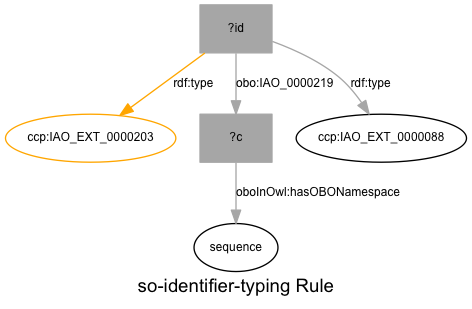 ?id
rdf:type
obo:IAO_0000219
rdf:type
ccp:IAO_EXT_0000203
?c
ccp:IAO_EXT_0000088
oboInOwl:hasOBONamespace
sequence
so-identifier-typing Rule